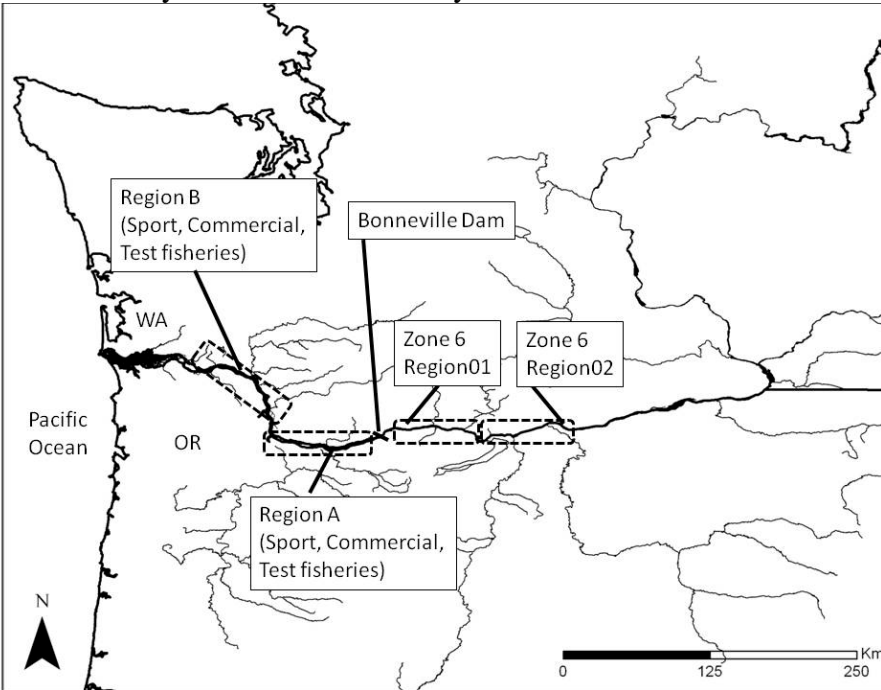 Region B
(Sport, Commercial,
Test fisheries)
Bonneville Dam
WA
Zone 6
Region01
Zone 6
Region02
Pacific
Ocean
OR
Region A
(Sport, Commercial,
Test fisheries)
N
Km
0
125
250